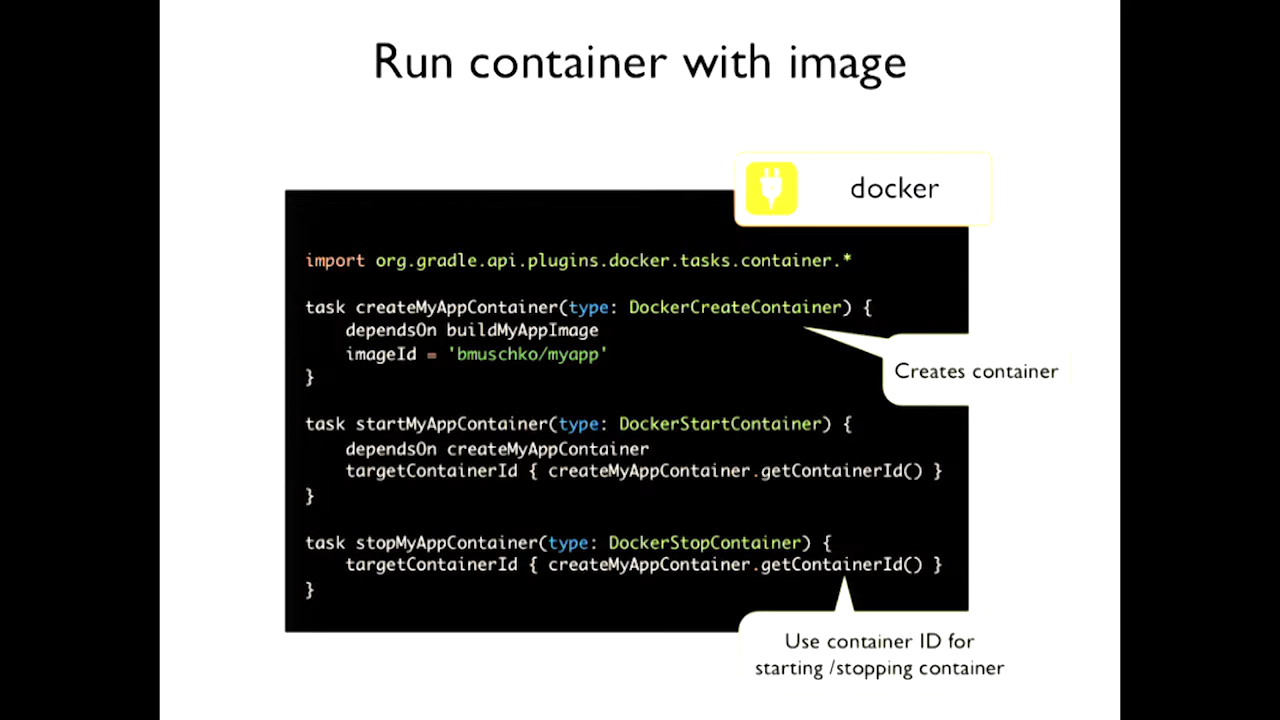 Run container with image
docker
import org.gradle.api.plugins.docker.tasks.container.*
task createMyAppContainer(type: DockerCreateContainer) {
dependsOn buildMyAppImage
imageId = 'bmuschko/myapp'
}
Creates container
task startMyAppContainer(type: DockerStartContainer) {
dependsOn createMyAppContainer
targetContainerId { createMyAppContainer.getContainerId() }
}
task stopMyAppContainer(type: DockerStopContainer) {
targetContainerId { createMyAppContainer.getContainerId() }
}
Use container ID for
starting /stopping container